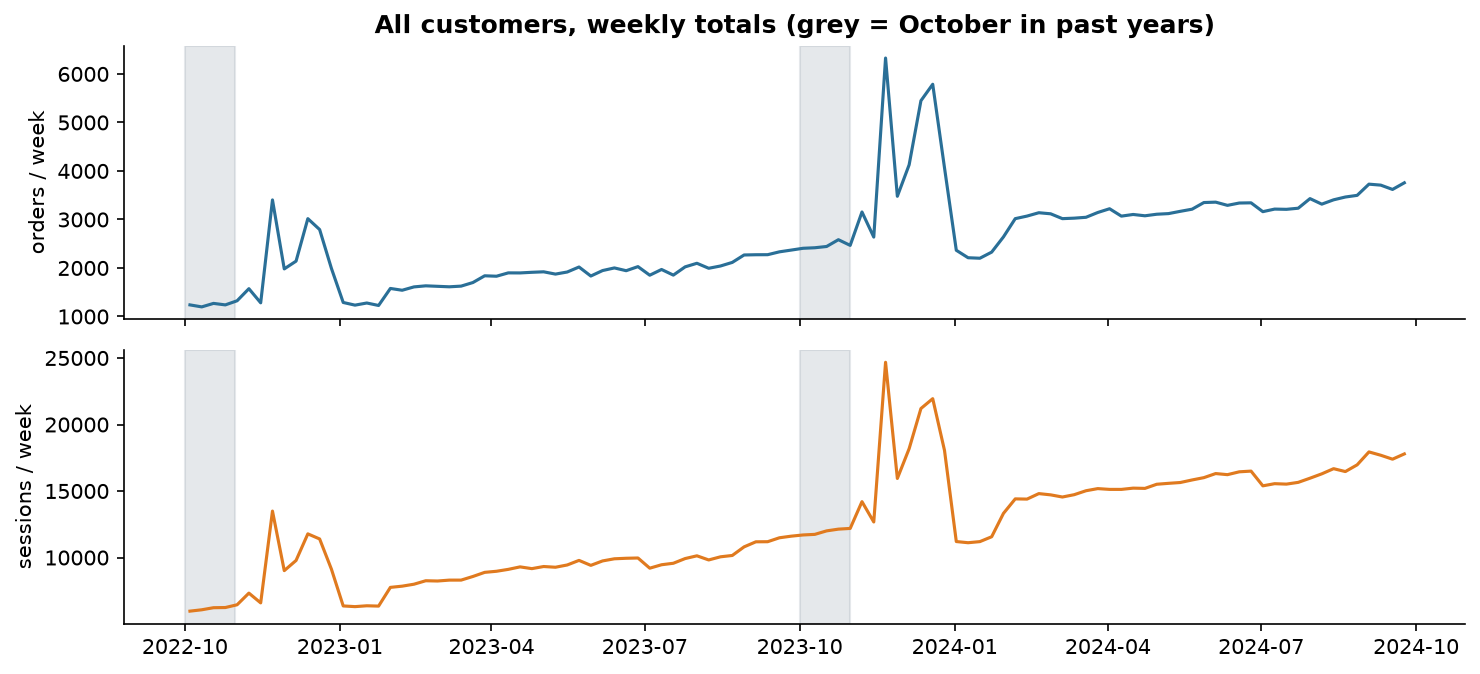 All customers, weekly totals (grey = October in past years)
orders / week
6000
5000
4000
3000
2000
1000
sessions / week
25000
20000
15000
10000
2022-10 2023-01 2023-04 2023-07 2023-10 2024-01 2024-04 2024-07 2024-10